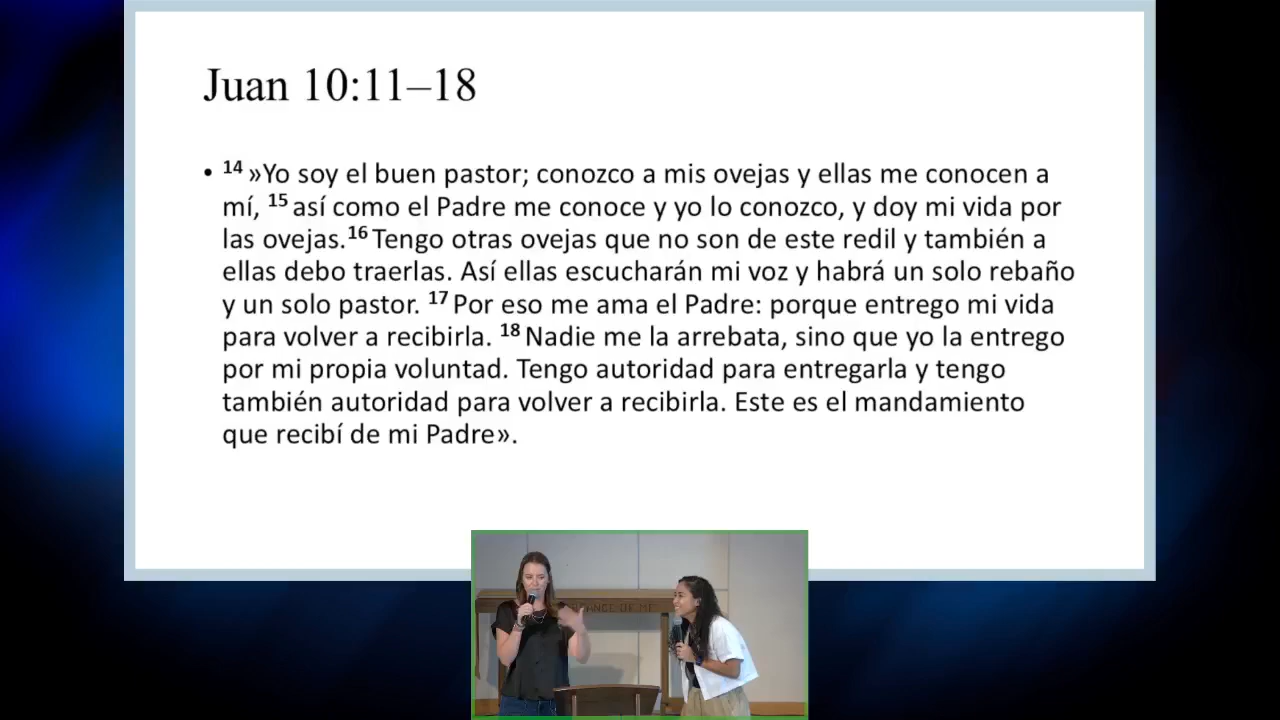 Juan 10:11–18
• 14 »Yo soy el buen pastor; conozco a mis ovejas y ellas me conocen a
mí, 15 así como el Padre me conoce y yo lo conozco, y doy mi vida por
las ovejas.16 Tengo otras ovejas que no son de este redil y también a
ellas debo traerlas. Así ellas escucharán mi voz y habrá un solo rebaño
y un solo pastor. 17 Por eso me ama el Padre: porque entrego mi vida
para volver a recibirla. 18 Nadie me la arrebata, sino que yo la entrego
por mi propia voluntad. Tengo autoridad para entregarla y tengo
también autoridad para volver a recibirla. Este es el mandamiento
que recibí de mi Padre».
OF ME